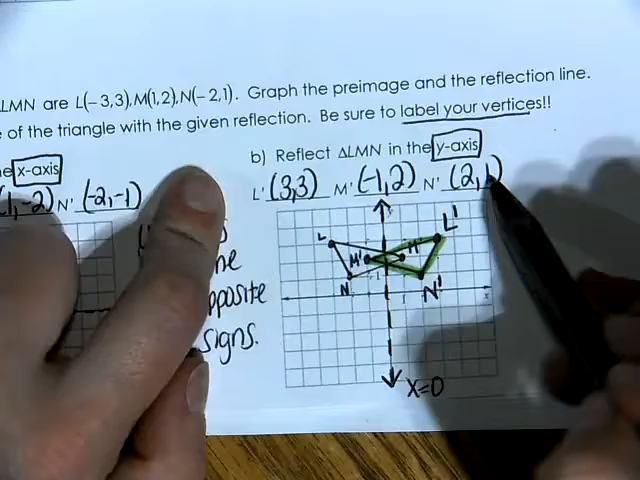 LMN are L(−3,3), M(1,2), N(−2,1). Graph the preimage and the reflection line.
of the triangle with the given reflection. Be sure to label your vertices!!
x-axis
b) Reflect ΔLMN in the y-axis
1,-2) N' (-2,-1)
L' (3,3) M' (-1,2) N' (2,1)
L'
L
M' M
N N'
opposite
signs.
x=0